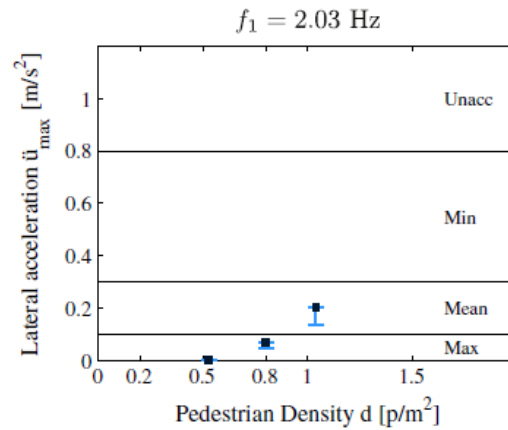 f₁ = 2.03 Hz
Lateral acceleration ü_max [m/s²]
1
0.8
0.6
0.4
0.2
0
Unacc
Min
Mean
Max
0 0.2 0.5 0.8 1 1.5
Pedestrian Density d [p/m²]